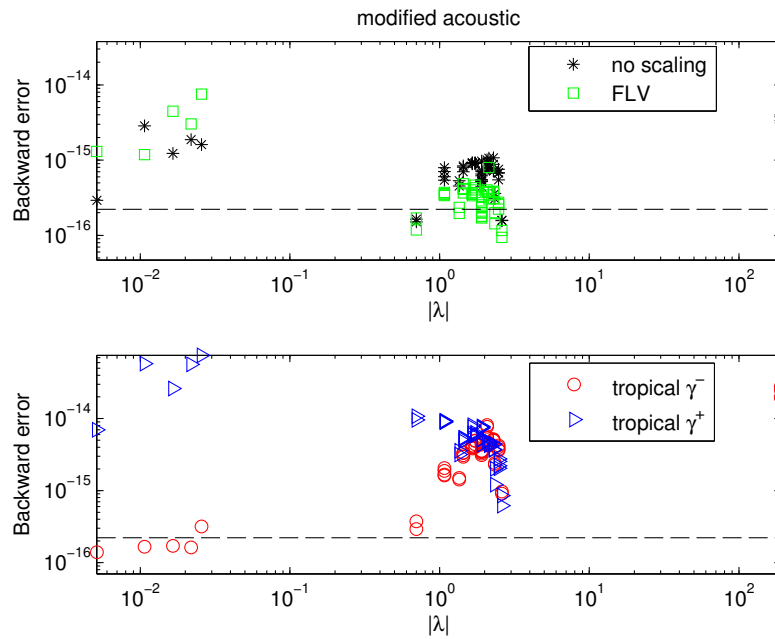 modified acoustic
Backward error
10^-14
10^-15
10^-16
no scaling
FLV
10^-2
10^-1
10^0
10^1
10^2
|λ|
Backward error
10^-14
10^-15
10^-16
tropical γ^-
tropical γ^+
10^-2
10^-1
10^0
10^1
10^2
|λ|